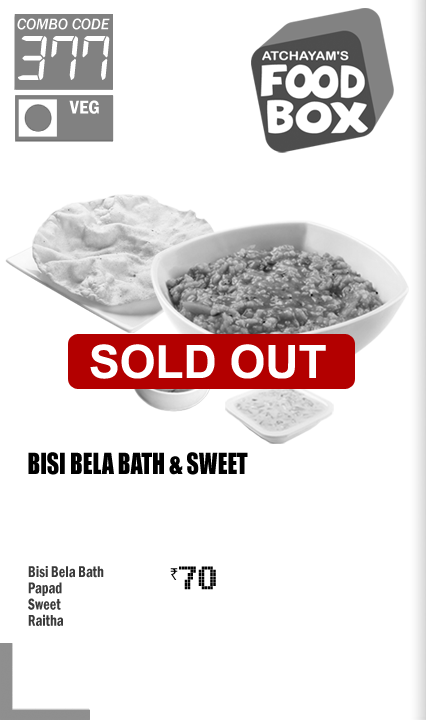 COMBO CODE
377
VEG
ATCHAYAM'S
FOOD
BOX
SOLD OUT
BISI BELA BATH & SWEET
Bisi Bela Bath
₹70
Papad
Sweet
Raitha